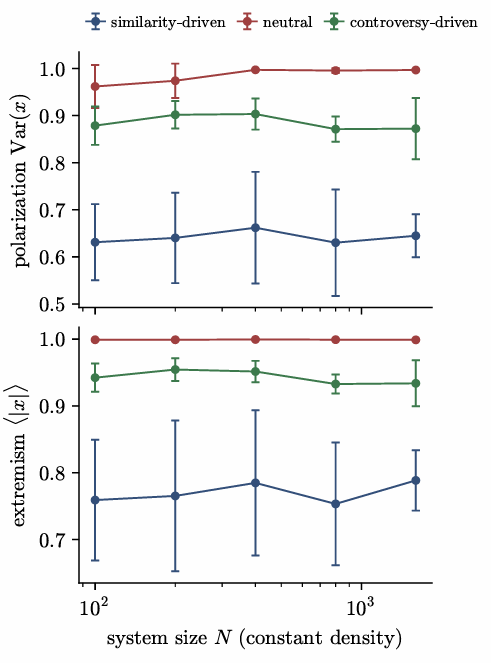 similarity-driven neutral controversy-driven
1.0
0.9
0.8
0.7
0.6
0.5
polarization Var(x)
1.0
0.9
0.8
0.7
extremism ⟨|x|⟩
10² 10³
system size N (constant density)